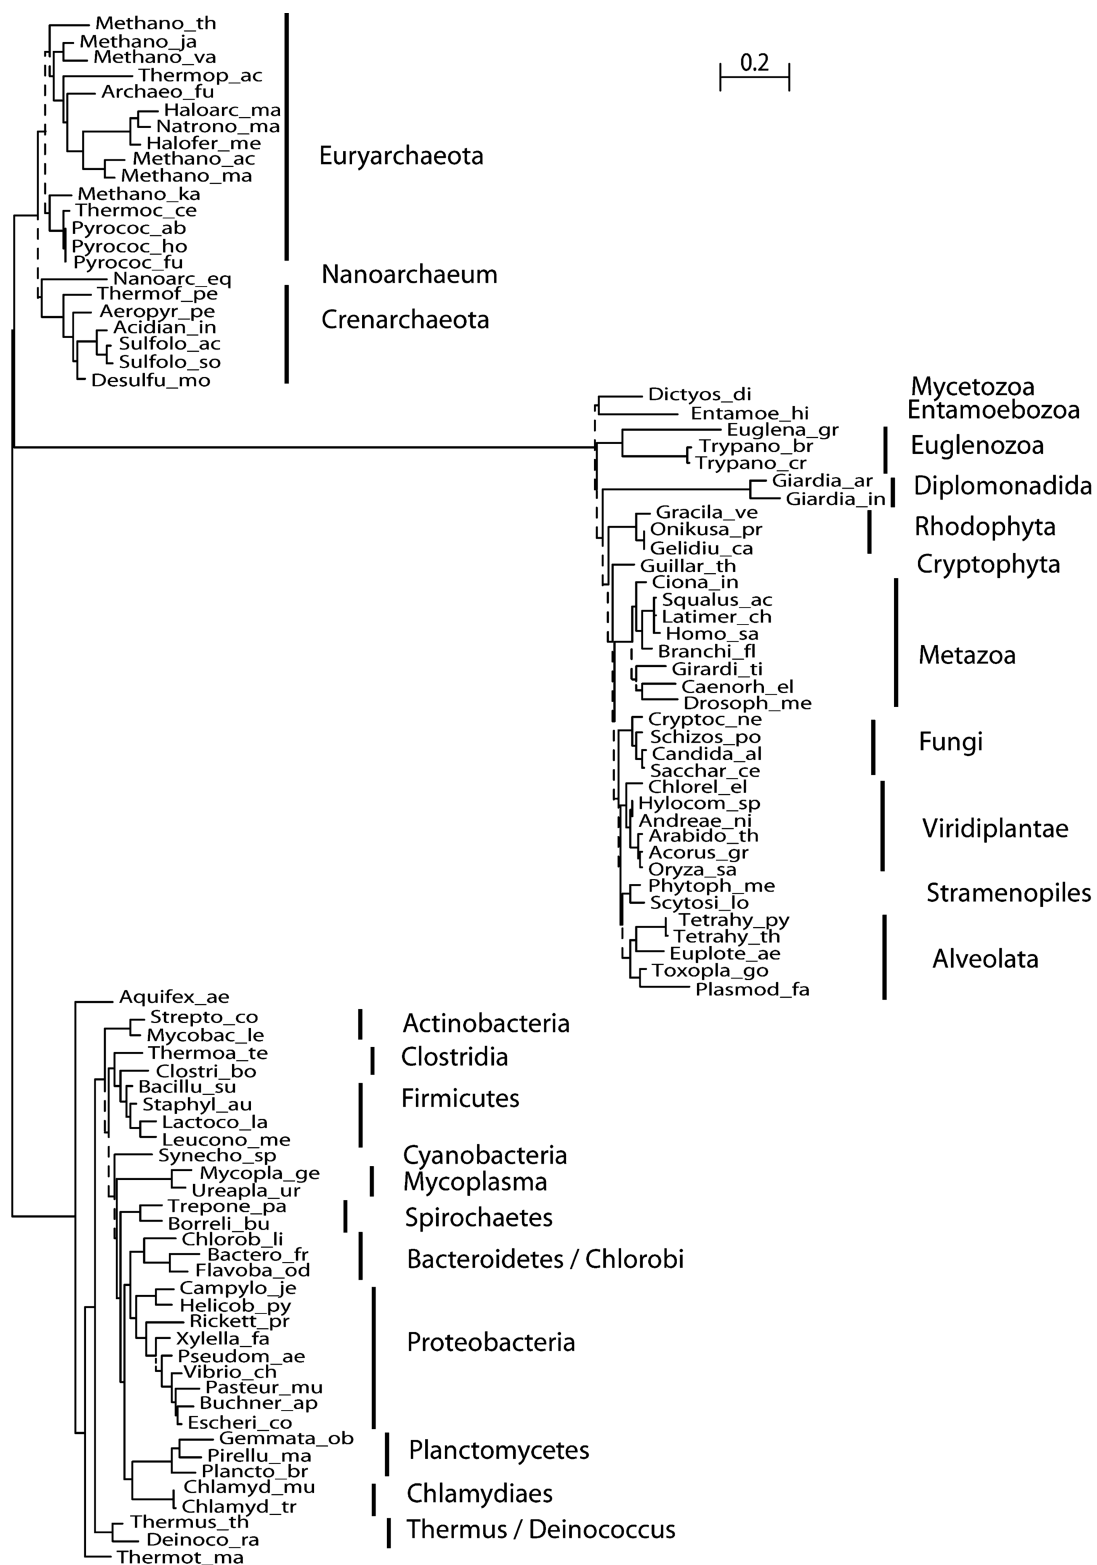 Methano_th
Methano_ja
0.2
Methano_va
Thermop_ac
Archaeo_fu
Haloarc_ma
Natrono_ma
Halofer_me
Euryarchaeota
Methano_ac
Methano_ma
Methano_ka
Thermoc_ce
Pyrococ_ab
Pyrococ_ho
Pyrococ_fu
Nanoarchaeum
Nanoarc_eq
Thermof_pe
Aeropyr_pe
Crenarchaeota
Acidian_in
Sulfolo_ac
Sulfolo_so
Desulfu_mo
Dictyos_di
Mycetozoa
Entamoe_hi
Entamoebozoa
Euglena_gr
Trypano_br
Euglenozoa
Trypano_cr
Giardia_ar
Diplomonadida
Giardia_in
Gracila_ve
Onikusa_pr
Rhodophyta
Gelidiu_ca
Guillar_th
Cryptophyta
Ciona_in
Squalus_ac
Latimer_ch
Homo_sa
Branchi_fl
Metazoa
Girardi_ti
Caenorh_el
Drosoph_me
Cryptoc_ne
Schizos_po
Fungi
Candida_al
Sacchar_ce
Chlorel_el
Hylocom_sp
Andreae_ni
Viridiplantae
Arabido_th
Acorus_gr
Oryza_sa
Phytoph_me
Stramenopiles
Scytosi_lo
Tetrahy_py
Tetrahy_th
Euplote_ae
Alveolata
Toxopla_go
Plasmod_fa
Aquifex_ae
Strepto_co
Actinobacteria
Mycobac_le
Thermoa_te
Clostridia
Clostri_bo
Bacillu_su
Firmicutes
Staphyl_au
Lactoco_la
Leucono_me
Synecho_sp
Cyanobacteria
Mycopla_ge
Mycoplasma
Ureapla_ur
Trepone_pa
Spirochaetes
Borreli_bu
Chlorob_li
Bactero_fr
Bacteroidetes / Chlorobi
Flavoba_od
Campylo_je
Helicob_py
Rickett_pr
Xylella_fa
Proteobacteria
Pseudom_ae
Vibrio_ch
Pasteur_mu
Buchner_ap
Escheri_co
Gemmata_ob
Planctomycetes
Pirellu_ma
Plancto_br
Chlamyd_mu
Chlamydiaes
Chlamyd_tr
Thermus_th
Thermus / Deinococcus
Deinoco_ra
Thermot_ma